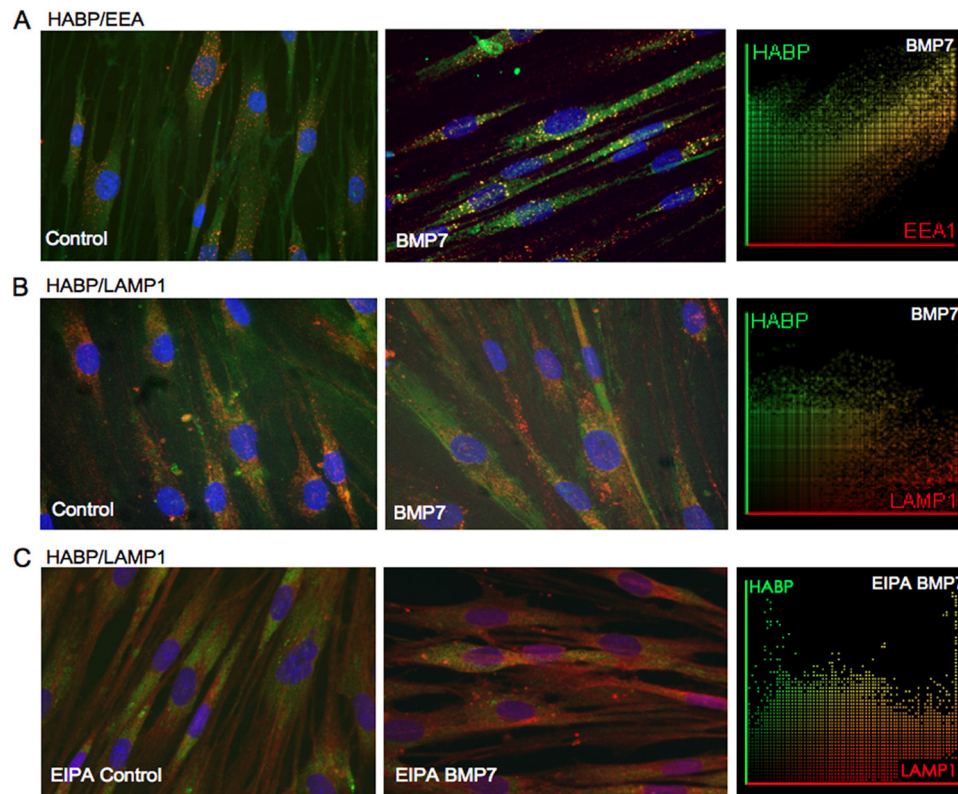 A HABP/EEA
Control
BMP7
HABP
BMP7
EEA1
B HABP/LAMP1
Control
BMP7
HABP
BMP7
LAMP1
C HABP/LAMP1
EIPA Control
EIPA BMP7
HABP
EIPA BMP7
LAMP1